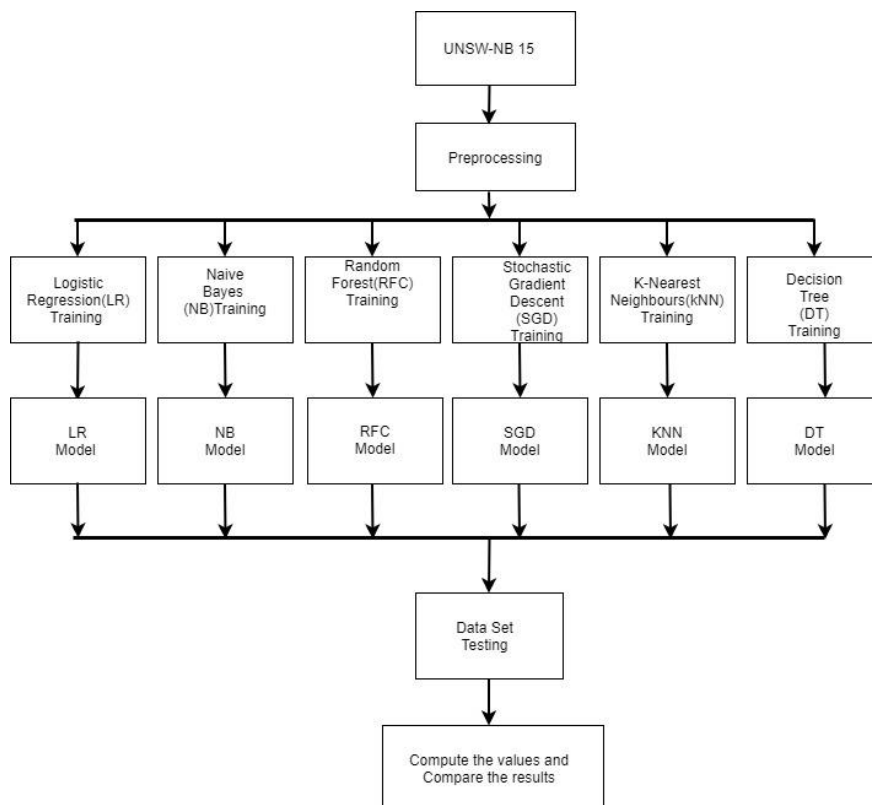 UNSW-NB 15
Preprocessing
Logistic
Regression(LR)
Training
Naive
Bayes
(NB)Training
Random
Forest(RFC)
Training
Stochastic
Gradient
Descent
(SGD)
Training
K-Nearest
Neighbours(kNN)
Training
Decision
Tree
(DT)
Training
LR
Model
NB
Model
RFC
Model
SGD
Model
KNN
Model
DT
Model
Data Set
Testing
Compute the values and
Compare the results